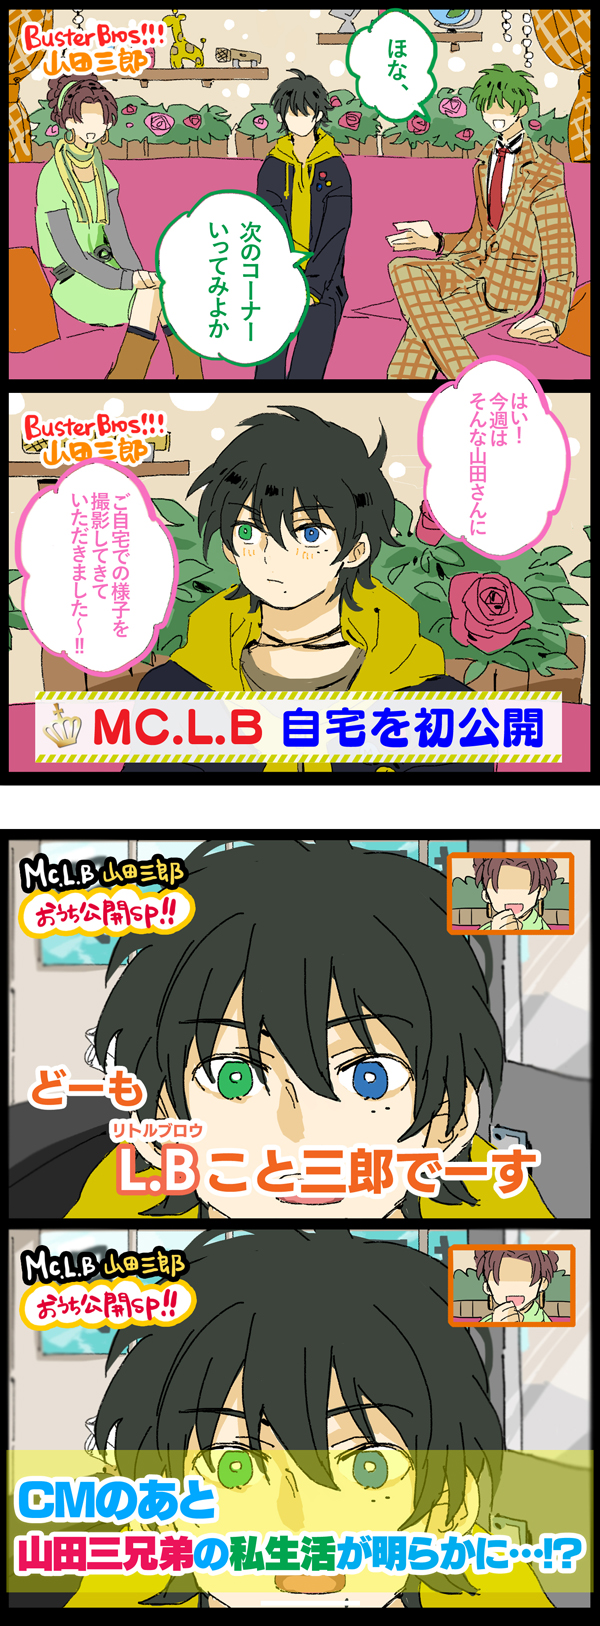 Buster Bros!!!
山田三郎
ほな、
次のコーナー
いってみよか
Buster Bros!!!
山田三郎
はい!
今週は
そんな山田さんに
ご自宅での様子を
撮影してきて
いただきました〜!!
MC.L.B 自宅を初公開
MC.L.B 山田三郎
おうち公開SP!!
どーも
リトルブロウ
L.Bこと三郎でーす
MC.L.B 山田三郎
おうち公開SP!!
CMのあと
山田三兄弟の私生活が明らかに…!?